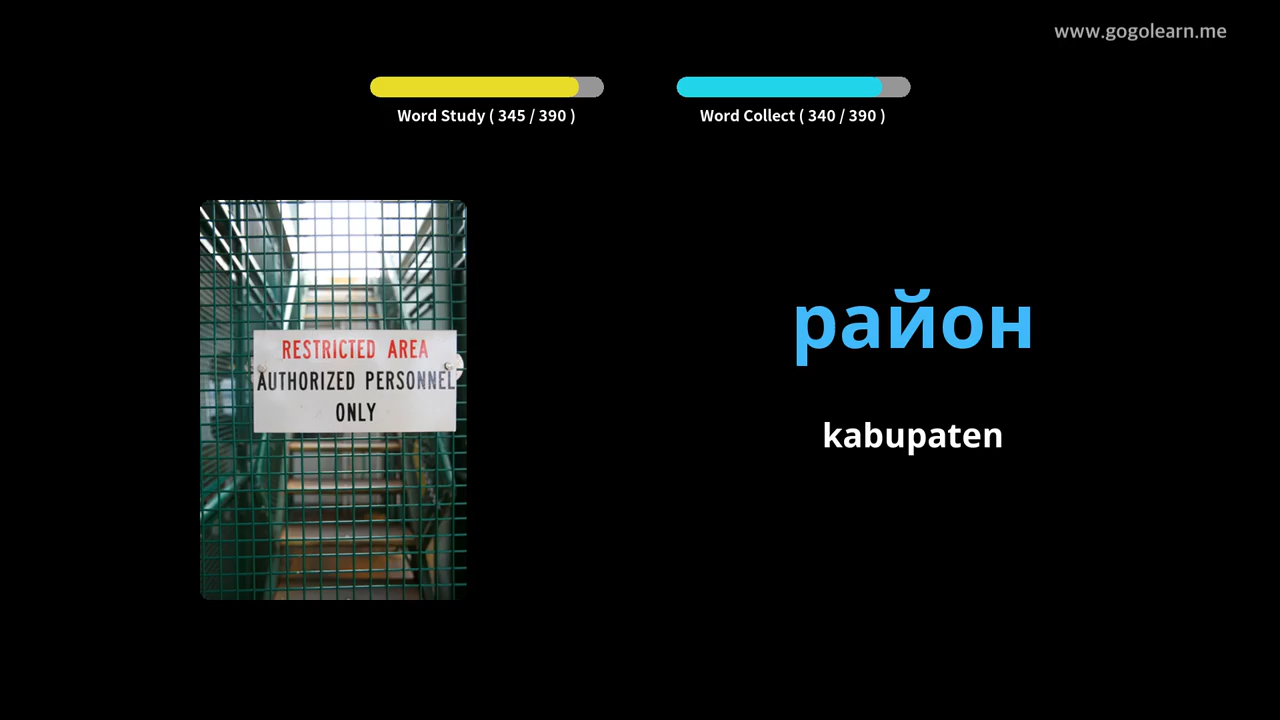 www.gogolearn.me
Word Study ( 345 / 390 )
Word Collect ( 340 / 390 )
RESTRICTED AREA
AUTHORIZED PERSONNEL
ONLY
район
kabupaten